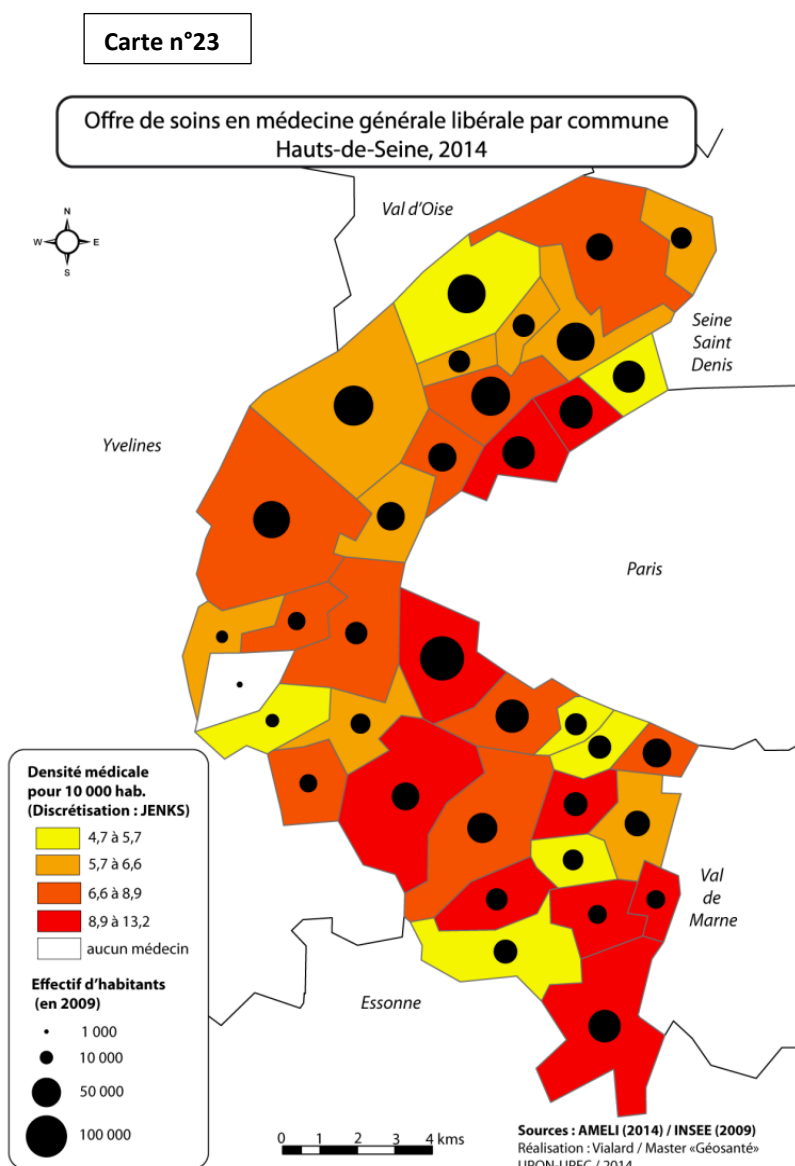 Carte n°23
Offre de soins en médecine générale libérale par commune
Hauts-de-Seine, 2014
Val d'Oise
N
W E
S
Seine
Saint
Denis
Yvelines
Paris
Densité médicale
pour 10 000 hab.
(Discrétisation : JENKS)
4,7 à 5,7
5,7 à 6,6
6,6 à 8,9
8,9 à 13,2
aucun médecin
Val
de
Marne
Effectif d'habitants
(en 2009)
1 000
10 000
50 000
100 000
Essonne
0 1 2 3 4 kms
Sources : AMELI (2014) / INSEE (2009)
Réalisation : Vialard / Master «Géosanté»
UPON-UPEC / 2014